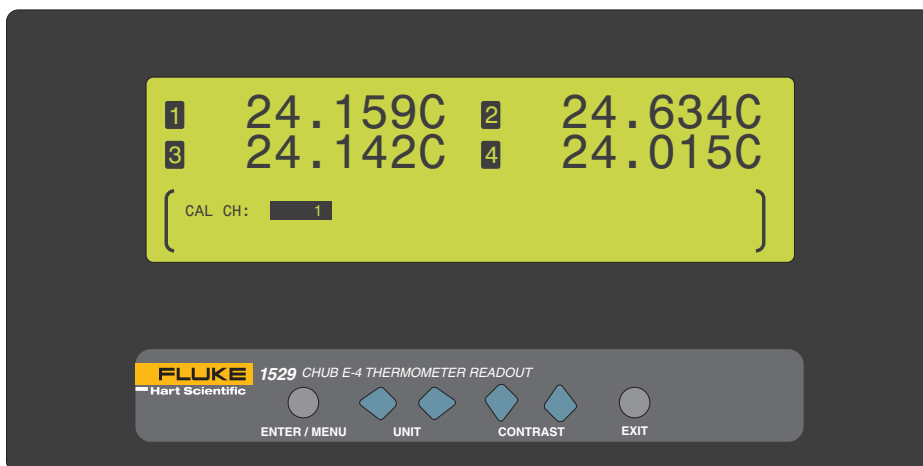 1 24.159C 2 24.634C
3 24.142C 4 24.015C
CAL CH: 1
FLUKE 1529 CHUB E-4 THERMOMETER READOUT
Hart Scientific
ENTER / MENU UNIT CONTRAST EXIT